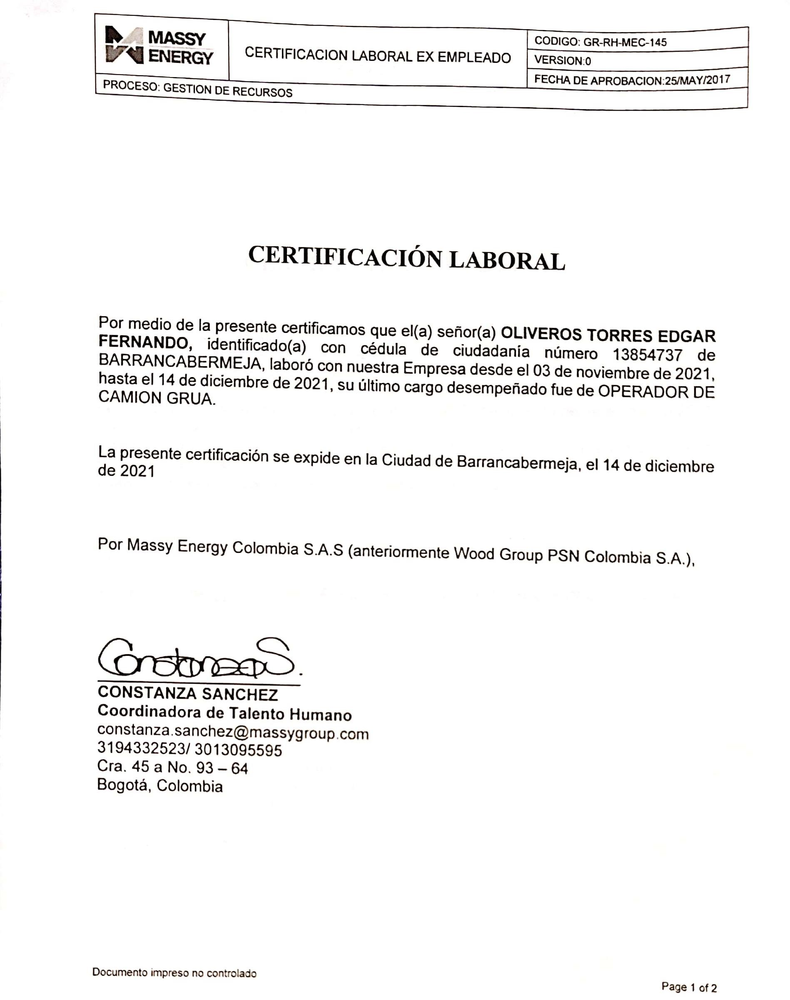 MASSY
ENERGY
CERTIFICACION LABORAL EX EMPLEADO
CODIGO: GR-RH-MEC-145
VERSION:0
FECHA DE APROBACION:25/MAY/2017
PROCESO: GESTION DE RECURSOS
CERTIFICACIÓN LABORAL
Por medio de la presente certificamos que el(a) señor(a) OLIVEROS TORRES EDGAR
FERNANDO, identificado(a) con cédula de ciudadanía número 13854737 de
BARRANCABERMEJA, laboró con nuestra Empresa desde el 03 de noviembre de 2021,
hasta el 14 de diciembre de 2021, su último cargo desempeñado fue de OPERADOR DE
CAMION GRUA.
La presente certificación se expide en la Ciudad de Barrancabermeja, el 14 de diciembre
de 2021
Por Massy Energy Colombia S.A.S (anteriormente Wood Group PSN Colombia S.A.),
Constanza S.
CONSTANZA SANCHEZ
Coordinadora de Talento Humano
constanza.sanchez@massygroup.com
3194332523/ 3013095595
Cra. 45 a No. 93 – 64
Bogotá, Colombia
Documento impreso no controlado
Page 1 of 2